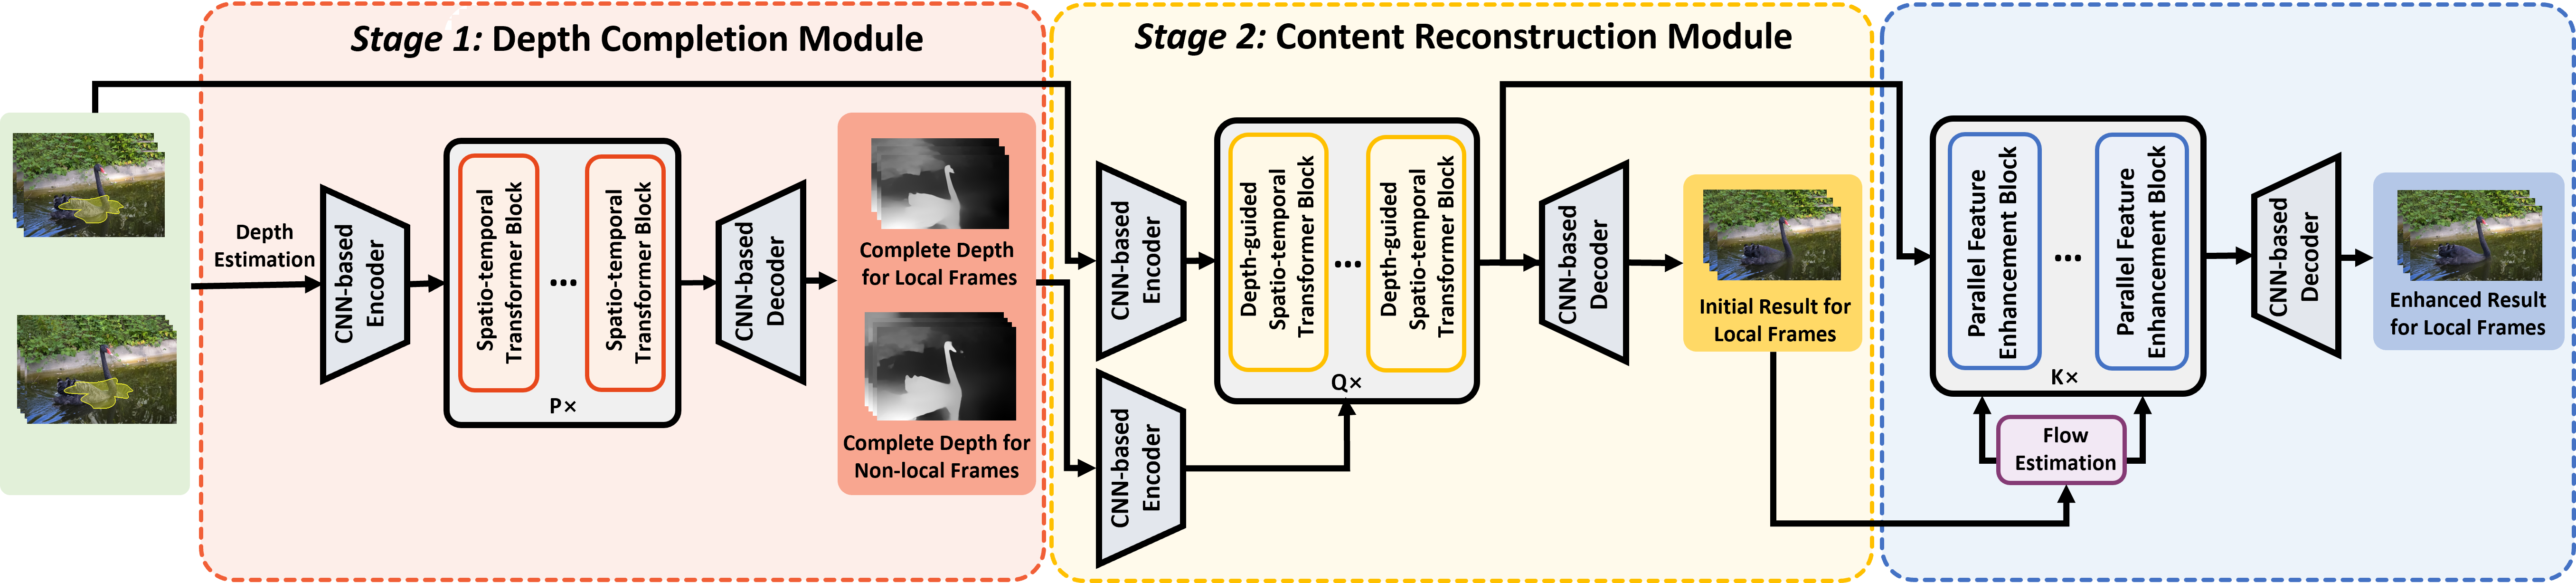 Stage 1: Depth Completion Module
Depth
Estimation
CNN-based
Encoder
Spatio-temporal
Transformer Block
...
Spatio-temporal
Transformer Block
P×
CNN-based
Decoder
Complete Depth
for Local Frames
Complete Depth for
Non-local Frames
Stage 2: Content Reconstruction Module
CNN-based
Encoder
CNN-based
Encoder
Depth-guided
Spatio-temporal
Transformer Block
...
Depth-guided
Spatio-temporal
Transformer Block
Q×
CNN-based
Decoder
Initial Result for
Local Frames
Parallel Feature
Enhancement Block
...
Parallel Feature
Enhancement Block
K×
Flow
Estimation
CNN-based
Decoder
Enhanced Result
for Local Frames